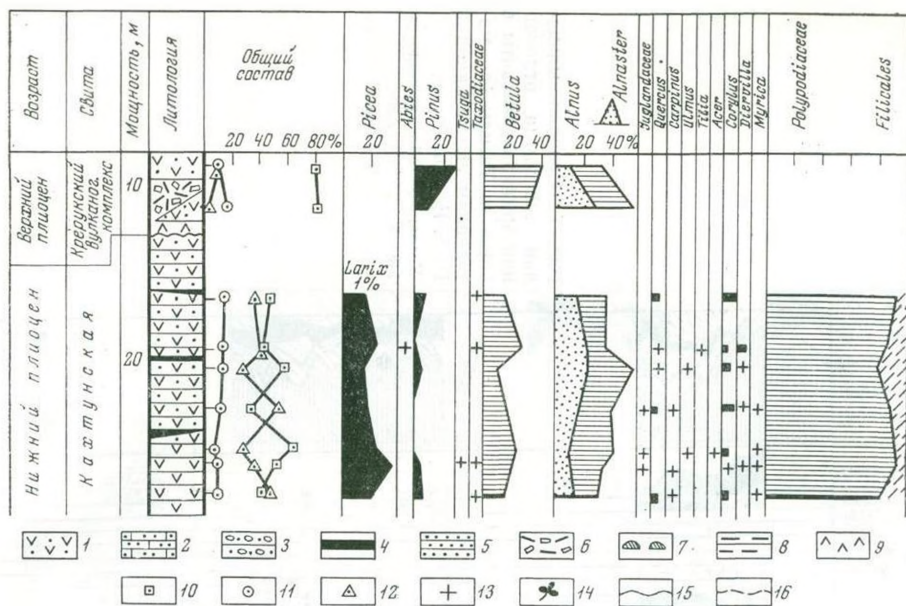 Возраст
Свита
Мощность, м
Литология
Общий
состав
20 40 60 80%
Picea
20
Abies
Pinus
20
Tsuga
Taxodiaceae
Betula
20 40
Alnus
Alnaster
20 40%
Juglandaceae
Quercus
Carpinus
Ulmus
Tilia
Acer
Corylus
Diervilla
Myrica
Polypodiaceae
Filicales
Верхний
плиоцен
Крерукский
вулканог.
комплекс
10
Нижний плиоцен
Кахтунская
20
Larix
1%
1 2 3 4 5 6 7 8 9
10 11 12 13 14 15 16